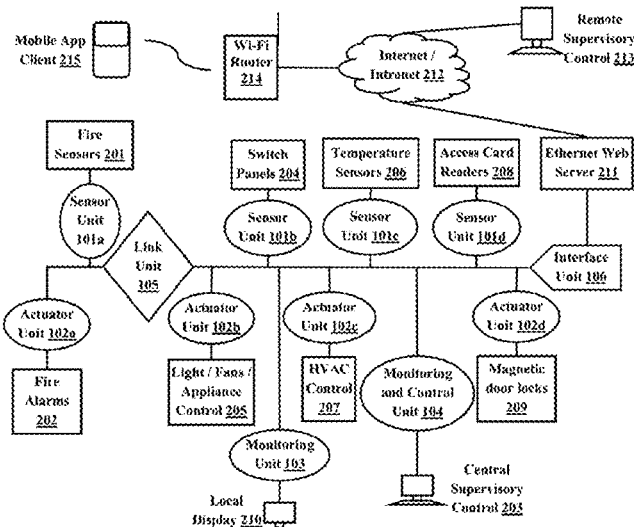 Mobile App
Client 215
Wi-Fi
Router
214
Internet /
Intranet 212
Remote
Supervisory
Control 213
Fire
Sensors 201
Switch
Panels 204
Temperature
Sensors 206
Access Card
Readers 208
Ethernet Web
Server 211
Sensor
Unit
101a
Link
Unit
105
Sensor
Unit 101b
Sensor
Unit 101c
Sensor
Unit 101d
Interface
Unit 106
Actuator
Unit 102a
Actuator
Unit 102b
Actuator
Unit 102c
Actuator
Unit 102d
Fire
Alarms
202
Light / Fans /
Appliance
Control 205
HVAC
Control
207
Monitoring
and Control
Unit 104
Magnetic
door locks
209
Monitoring
Unit 103
Local
Display 210
Central
Supervisory
Control 203